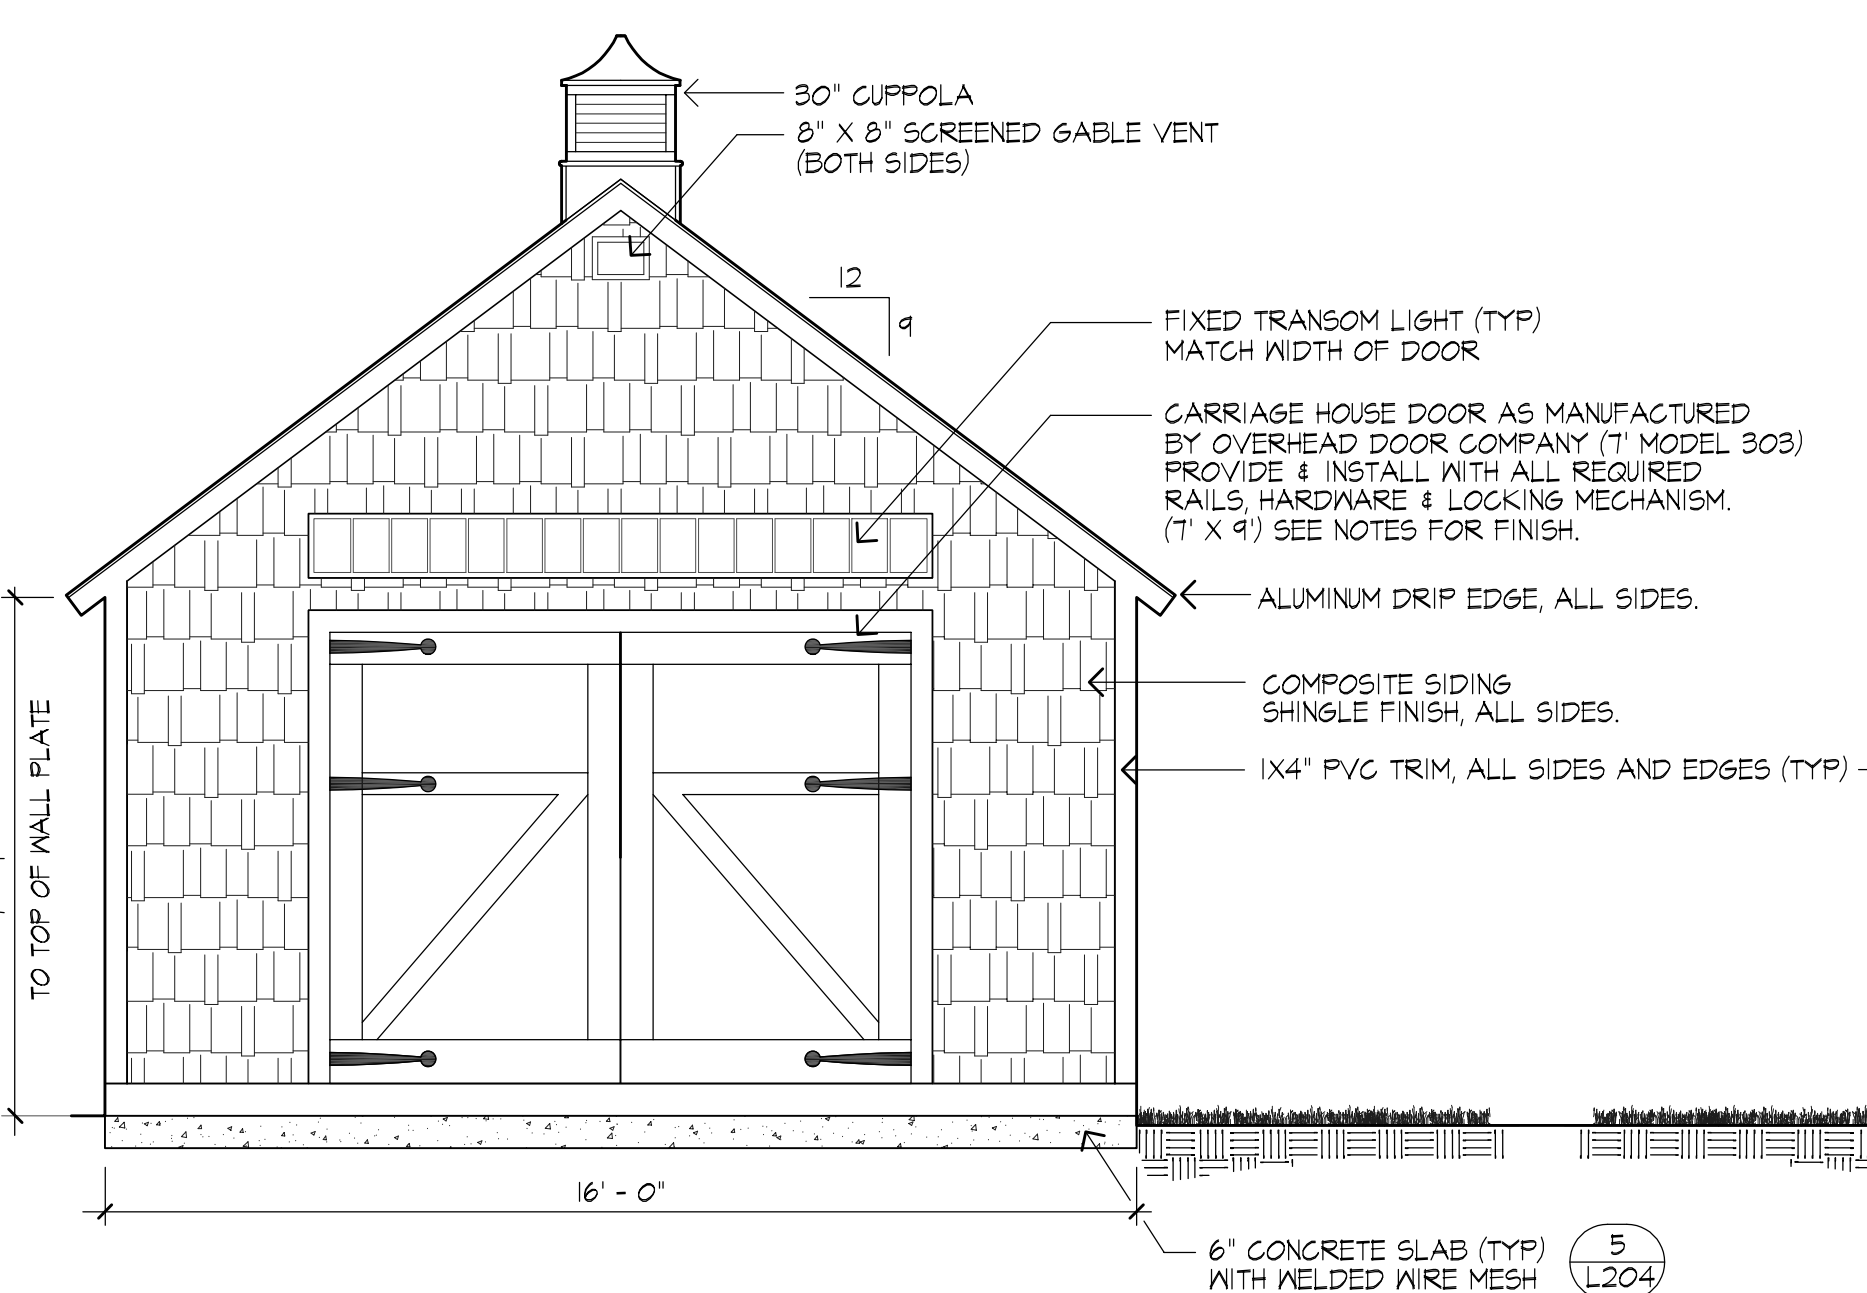 30" CUPPOLA
8" X 8" SCREENED GABLE VENT
(BOTH SIDES)
12
9
FIXED TRANSOM LIGHT (TYP)
MATCH WIDTH OF DOOR
CARRIAGE HOUSE DOOR AS MANUFACTURED
BY OVERHEAD DOOR COMPANY (7' MODEL 303)
PROVIDE & INSTALL WITH ALL REQUIRED
RAILS, HARDWARE & LOCKING MECHANISM.
(7' X 9') SEE NOTES FOR FINISH.
ALUMINUM DRIP EDGE, ALL SIDES.
COMPOSITE SIDING
SHINGLE FINISH, ALL SIDES.
1X4" PVC TRIM, ALL SIDES AND EDGES (TYP)
TO TOP OF WALL PLATE
16' - 0"
6" CONCRETE SLAB (TYP)
WITH WELDED WIRE MESH
5
L204